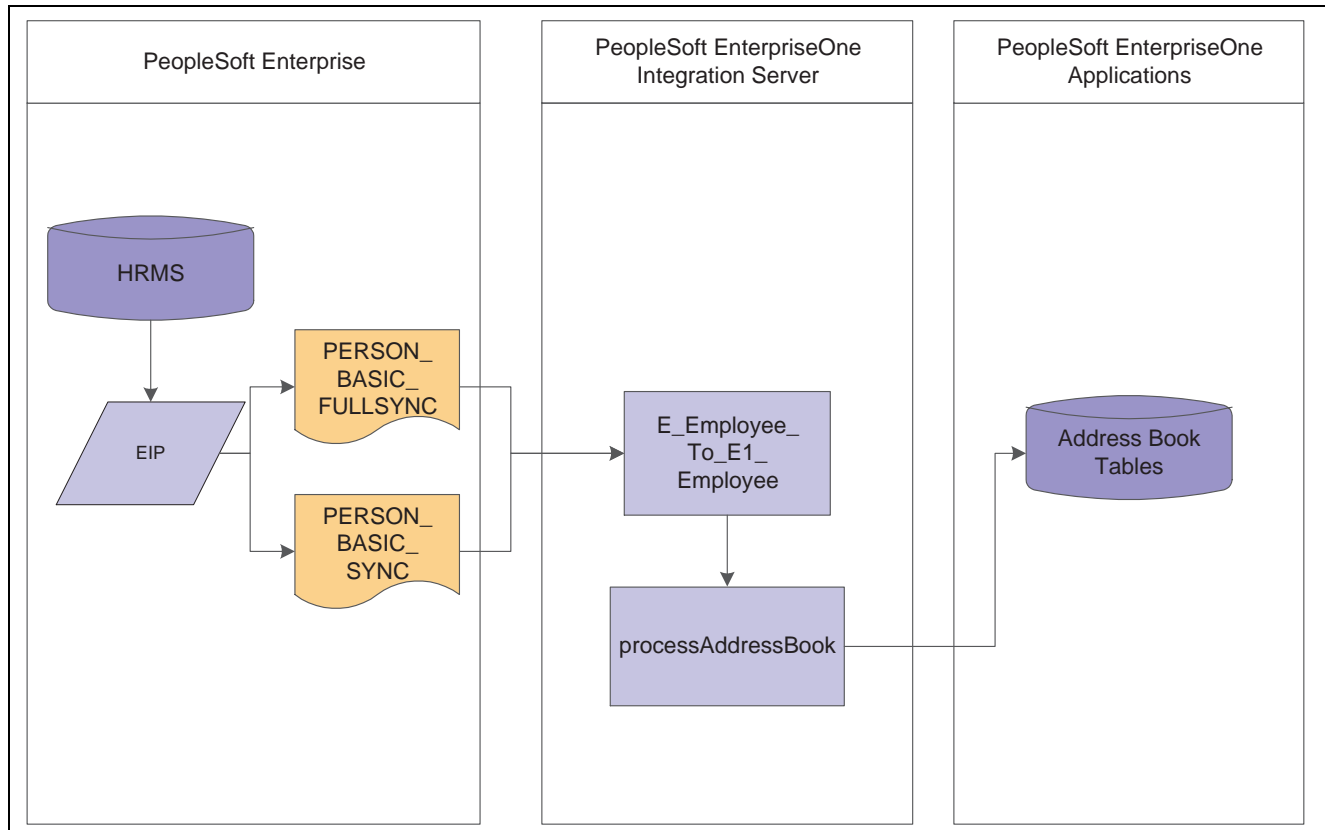 PeopleSoft Enterprise
PeopleSoft EnterpriseOne
Integration Server
PeopleSoft EnterpriseOne
Applications
HRMS
EIP
PERSON_
BASIC_
FULLSYNC
PERSON_
BASIC_
SYNC
E_Employee_
To_E1_
Employee
processAddressBook
Address Book
Tables